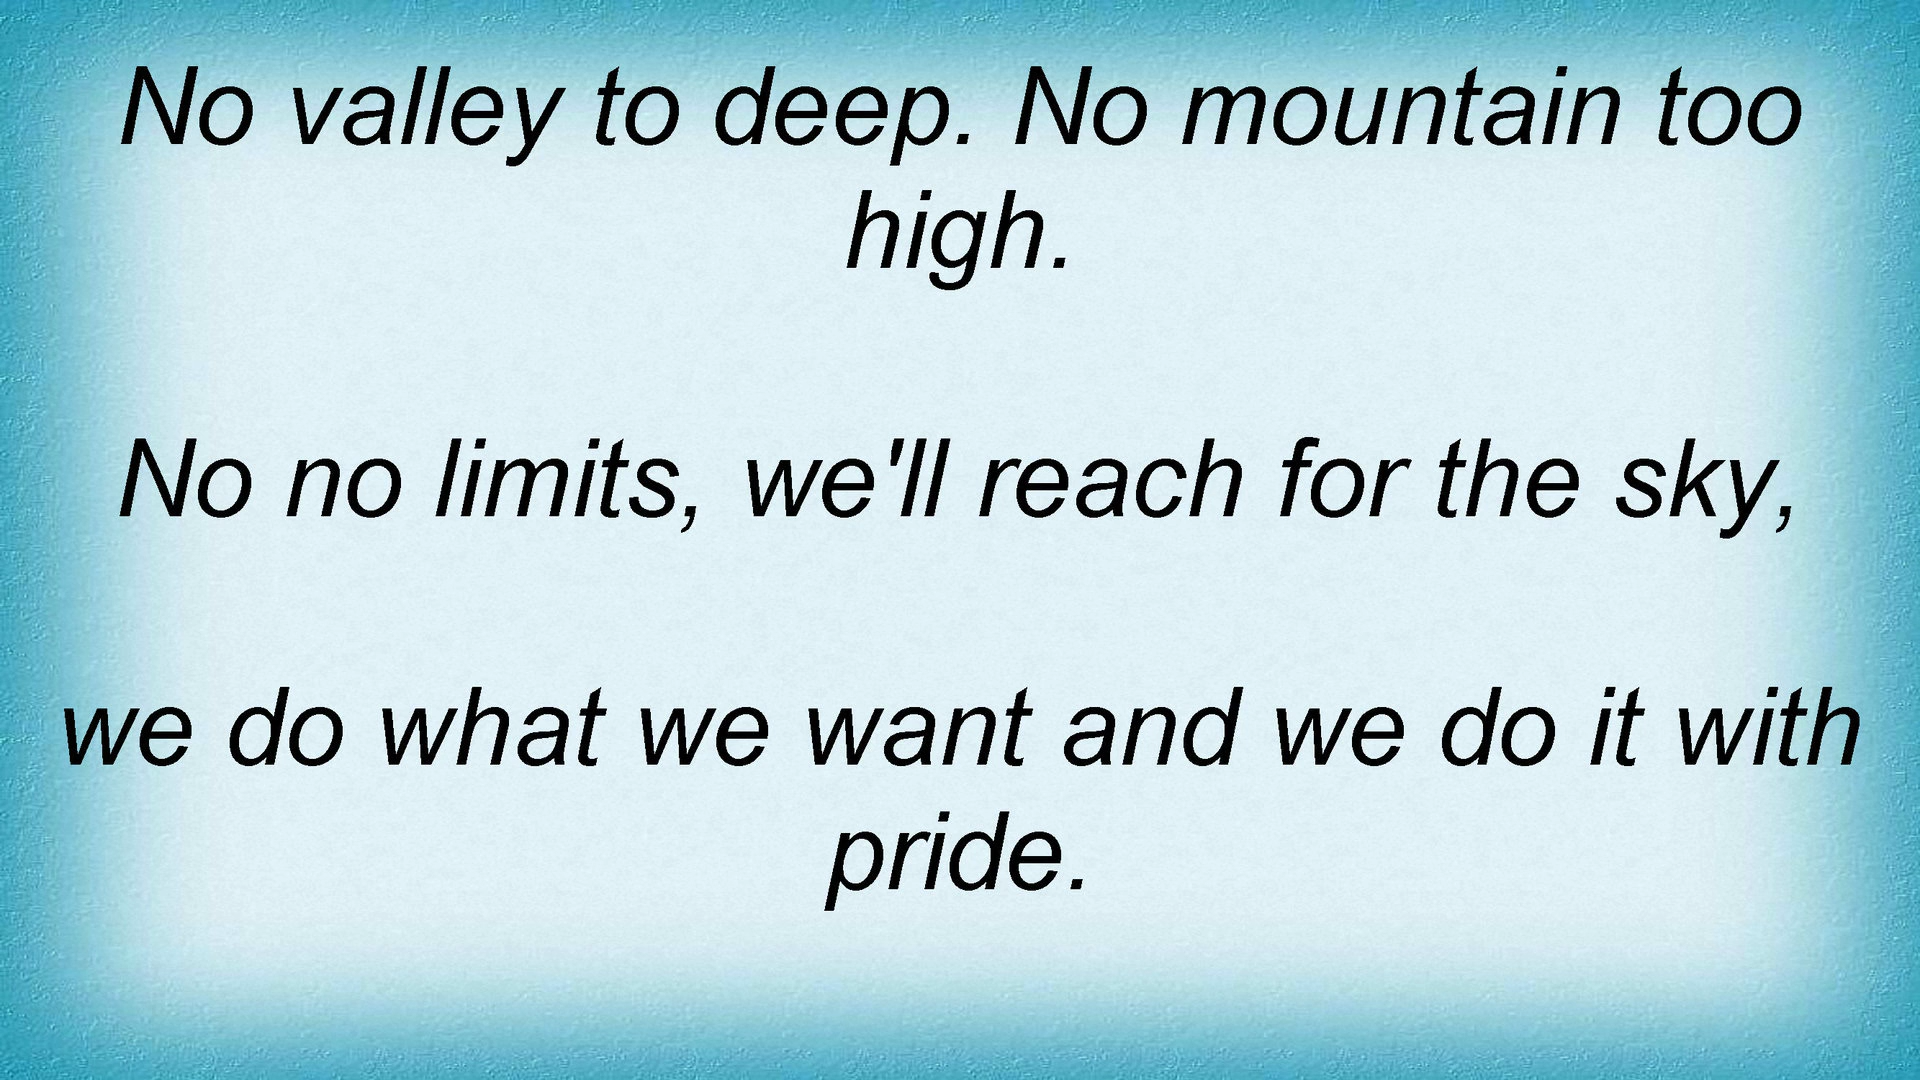 No valley to deep. No mountain too
high.
No no limits, we'll reach for the sky,
we do what we want and we do it with
pride.